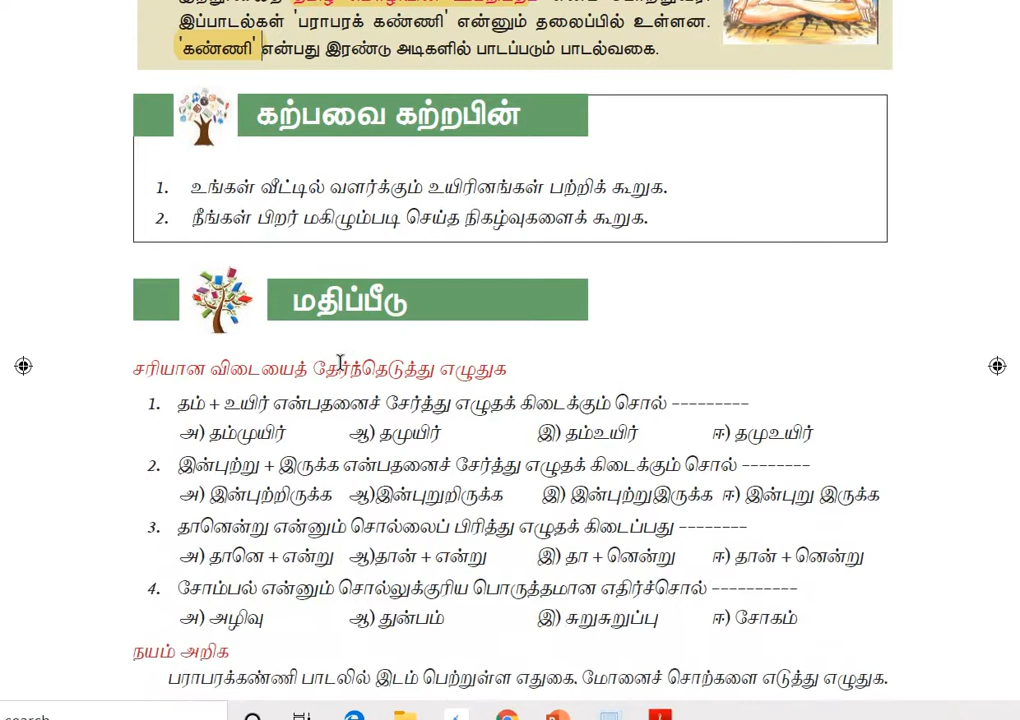 இப்பாடல்கள் 'பராபரக் கண்ணி' என்னும் தலைப்பில் உள்ளன.
'கண்ணி' என்பது இரண்டு அடிகளில் பாடப்படும் பாடல்வகை.
கற்பவை கற்றபின்
1. உங்கள் வீட்டில் வளர்க்கும் உயிரினங்கள் பற்றிக் கூறுக.
2. நீங்கள் பிறர் மகிழும்படி செய்த நிகழ்வுகளைக் கூறுக.
மதிப்பீடு
சரியான விடையைத் தேர்ந்தெடுத்து எழுதுக
1. தம் + உயிர் என்பதனைச் சேர்த்து எழுதக் கிடைக்கும் சொல் ---------
அ) தம்முயிர் ஆ) தமுயிர் இ) தம்உயிர் ஈ) தமுஉயிர்
2. இன்புற்று + இருக்க என்பதனைச் சேர்த்து எழுதக் கிடைக்கும் சொல் --------
அ) இன்புற்றிருக்க ஆ)இன்புறுறிருக்க இ) இன்புற்றுஇருக்க ஈ) இன்புறு இருக்க
3. தானென்று என்னும் சொல்லைப் பிரித்து எழுதக் கிடைப்பது --------
அ) தானெ + என்று ஆ)தான் + என்று இ) தா + னென்று ஈ) தான் + னென்று
4. சோம்பல் என்னும் சொல்லுக்குரிய பொருத்தமான எதிர்ச்சொல் ----------
அ) அழிவு ஆ) துன்பம் இ) சுறுசுறுப்பு ஈ) சோகம்
நயம் அறிக
பராபரக்கண்ணி பாடலில் இடம் பெற்றுள்ள எதுகை, மோனைச் சொற்களை எடுத்து எழுதுக.
search